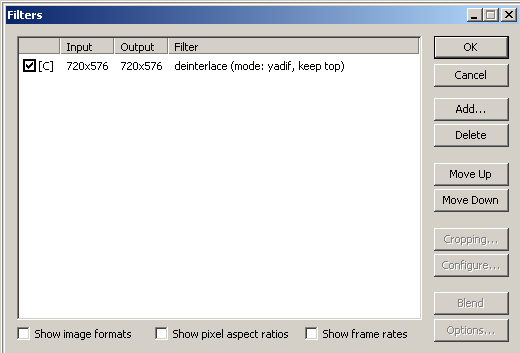 Filters
Input Output Filter
[C] 720x576 720x576 deinterlace (mode: yadif, keep top)
OK
Cancel
Add...
Delete
Move Up
Move Down
Cropping...
Configure...
Blend
Options...
Show image formats Show pixel aspect ratios Show frame rates